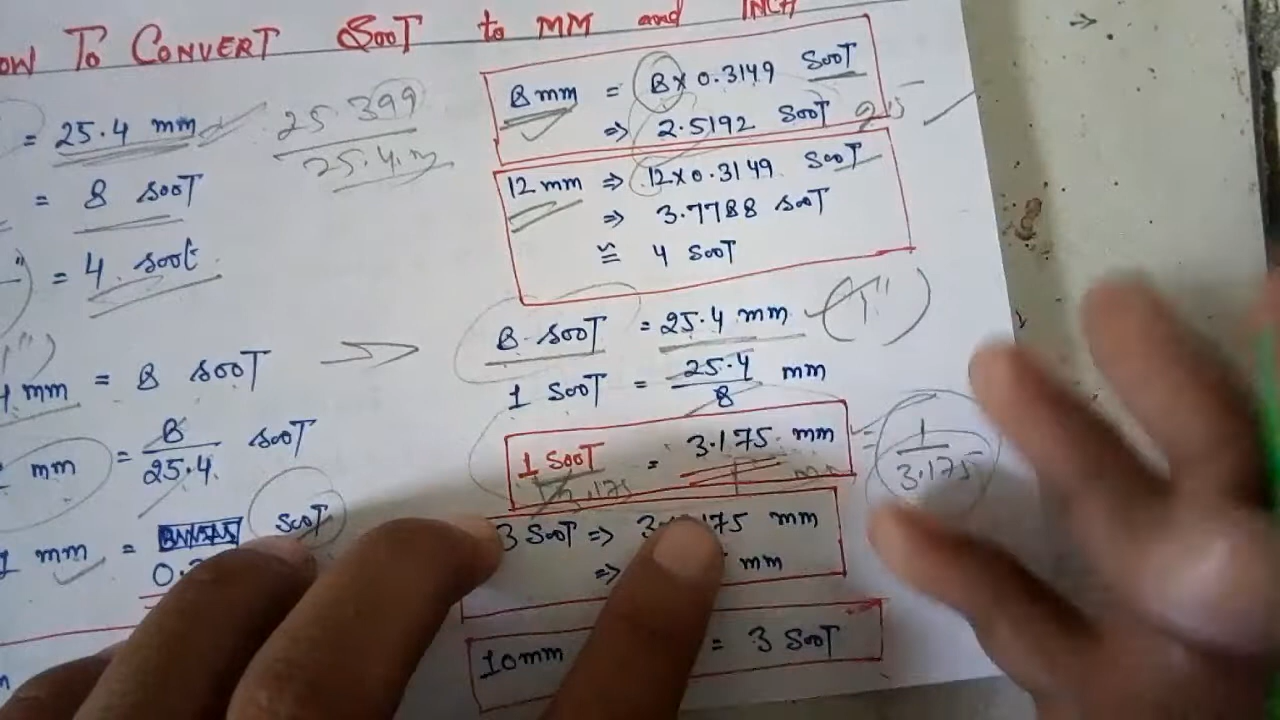 TO CONVERT SOOT to MM and INCH
= 25.4 mm
25.399
25.4
= 8 SOOT
= 4 soot
mm = 8 SOOT
mm = 8/25.4 SOOT
1 mm = SOOT
8 mm = 8 x 0.3149 SOOT
⇒ 2.5192 SOOT
12 mm ⇒ 12 x 0.3149 SOOT
⇒ 3.7788 SOOT
≅ 4 SOOT
8 SOOT = 25.4 mm (1")
1 SOOT = 25.4/8 mm
1 SOOT = 3.175 mm = 1/3.175
3 SOOT ⇒ mm
⇒ mm
10mm = 3 SOOT